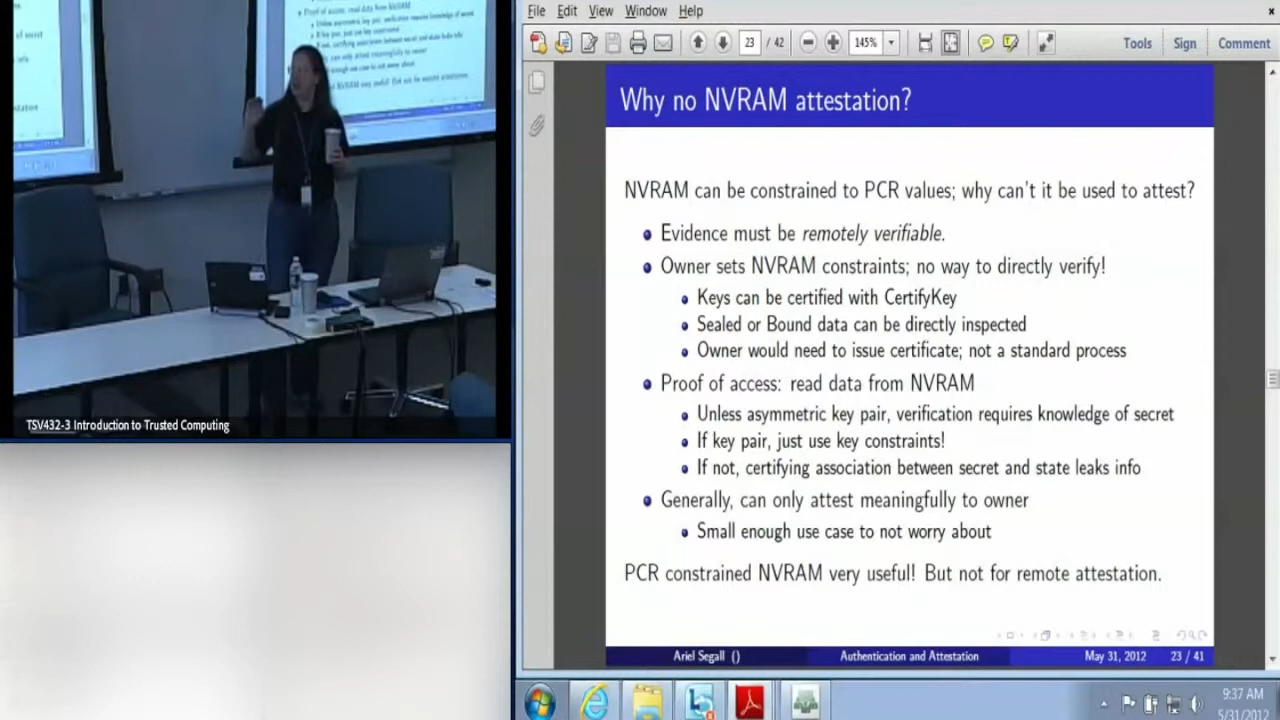 File Edit View Window Help
23 / 42 145% Tools Sign Comment
Why no NVRAM attestation?
NVRAM can be constrained to PCR values; why can't it be used to attest?
Evidence must be remotely verifiable.
Owner sets NVRAM constraints; no way to directly verify!
Keys can be certified with CertifyKey
Sealed or Bound data can be directly inspected
Owner would need to issue certificate; not a standard process
Proof of access: read data from NVRAM
Unless asymmetric key pair, verification requires knowledge of secret
If key pair, just use key constraints!
If not, certifying association between secret and state leaks info
Generally, can only attest meaningfully to owner
Small enough use case to not worry about
PCR constrained NVRAM very useful! But not for remote attestation.
Ariel Segall () Authentication and Attestation May 31, 2012 23 / 41
9:37 AM
5/31/2012
TSV432-3 Introduction to Trusted Computing